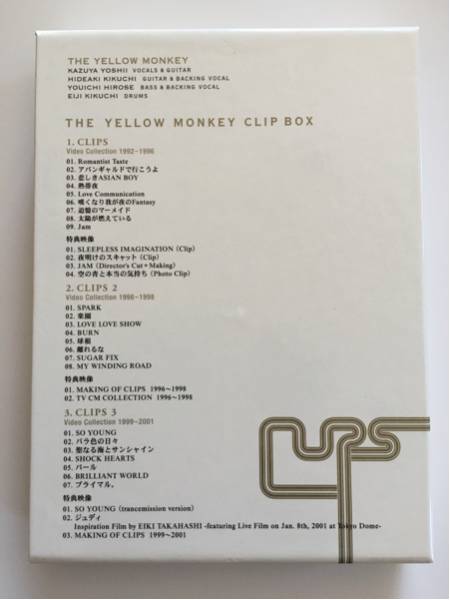 THE YELLOW MONKEY
KAZUYA YOSHII VOCALS & GUITAR
HIDEAKI KIKUCHI GUITAR & BACKING VOCAL
YOUICHI HIROSE BASS & BACKING VOCAL
EIJI KIKUCHI DRUMS
THE YELLOW MONKEY CLIP BOX
1. CLIPS
Video Collection 1992–1996
01. Romantist Taste
02. アバンギャルドで行こうよ
03. 悲しきASIAN BOY
04. 熱帯夜
05. Love Communication
06. 嘆くなり我が夜のFantasy
07. 追憶のマーメイド
08. 太陽が燃えている
09. Jam
特典映像
01. SLEEPLESS IMAGINATION (Clip)
02. 夜明けのスキャット (Clip)
03. JAM (Director's Cut+Making)
04. 空の青と本当の気持ち (Photo Clip)
2. CLIPS 2
Video Collection 1996–1998
01. SPARK
02. 楽園
03. LOVE LOVE SHOW
04. BURN
05. 球根
06. 離れるな
07. SUGAR FIX
08. MY WINDING ROAD
特典映像
01. MAKING OF CLIPS 1996〜1998
02. TV CM COLLECTION 1996〜1998
3. CLIPS 3
Video Collection 1999–2001
01. SO YOUNG
02. バラ色の日々
03. 聖なる海とサンシャイン
04. SHOCK HEARTS
05. パール
06. BRILLIANT WORLD
07. プライマル。
特典映像
01. SO YOUNG (trancemission version)
02. ジュディ
Inspiration Film by EIKI TAKAHASHI -featuring Live Film on Jan. 8th, 2001 at Tokyo Dome-
03. MAKING OF CLIPS 1999〜2001
CLIPS